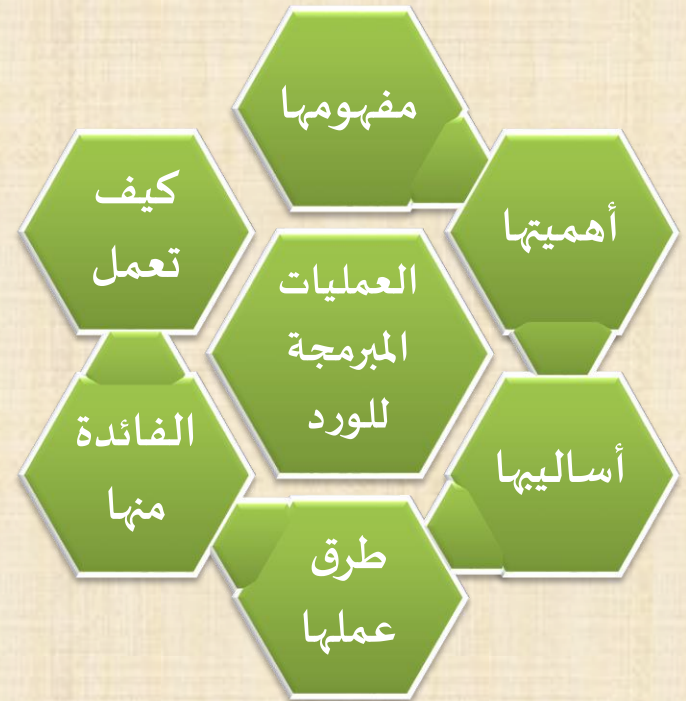 مفهومها
أهميتها
أساليبها
طرق
عملها
الفائدة
منها
كيف
تعمل
العمليات
المبرمجة
للورد